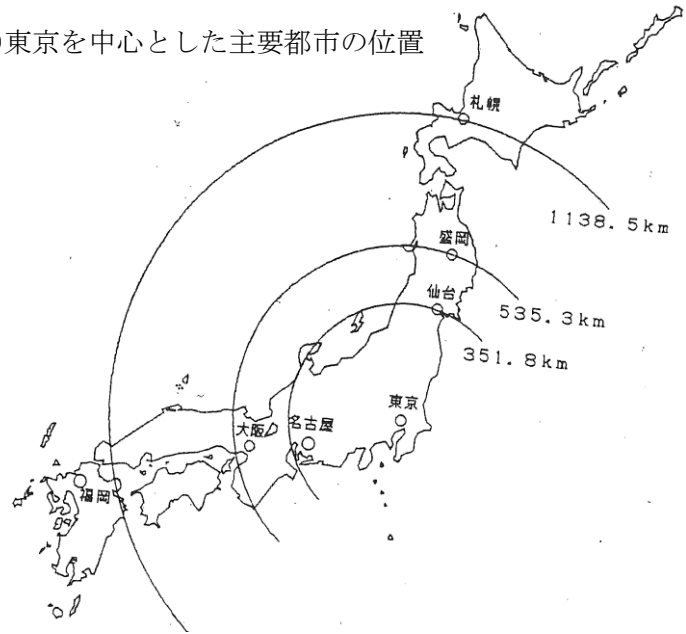 東京を中心とした主要都市の位置
札幌
1138.5km
盛岡
仙台
535.3km
351.8km
東京
名古屋
大阪
福岡